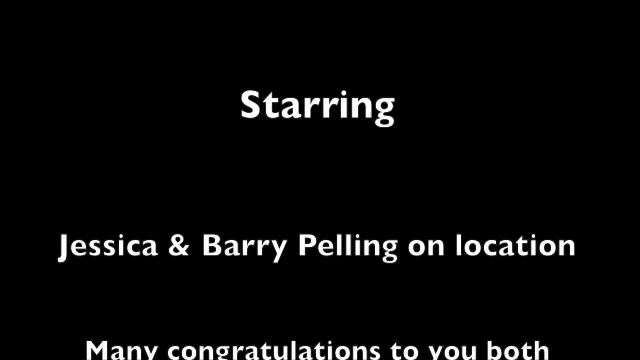 Starring
Jessica & Barry Pelling on location
Many congratulations to you both